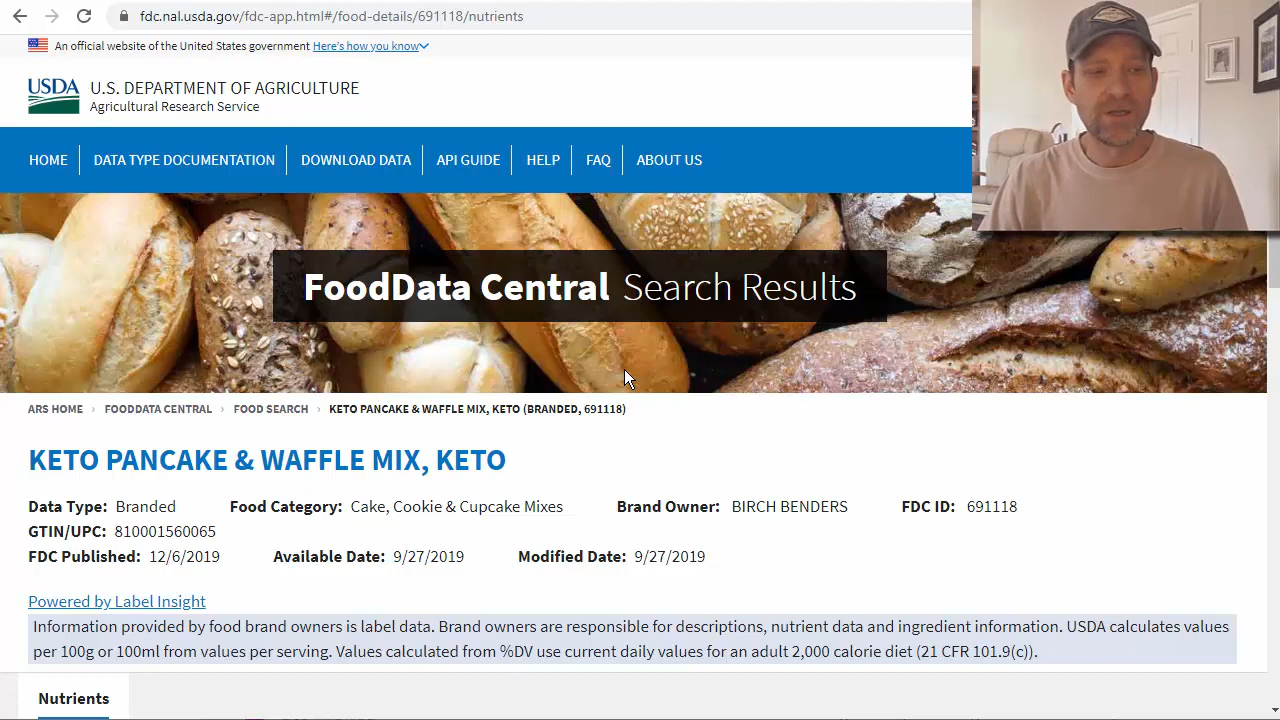 fdc.nal.usda.gov/fdc-app.html#/food-details/691118/nutrients
An official website of the United States government Here's how you know
USDA U.S. DEPARTMENT OF AGRICULTURE
Agricultural Research Service
HOME DATA TYPE DOCUMENTATION DOWNLOAD DATA API GUIDE HELP FAQ ABOUT US
FoodData Central Search Results
ARS HOME › FOODDATA CENTRAL › FOOD SEARCH › KETO PANCAKE & WAFFLE MIX, KETO (BRANDED, 691118)
KETO PANCAKE & WAFFLE MIX, KETO
Data Type: Branded Food Category: Cake, Cookie & Cupcake Mixes Brand Owner: BIRCH BENDERS FDC ID: 691118
GTIN/UPC: 810001560065
FDC Published: 12/6/2019 Available Date: 9/27/2019 Modified Date: 9/27/2019
Powered by Label Insight
Information provided by food brand owners is label data. Brand owners are responsible for descriptions, nutrient data and ingredient information. USDA calculates values
per 100g or 100ml from values per serving. Values calculated from %DV use current daily values for an adult 2,000 calorie diet (21 CFR 101.9(c)).
Nutrients